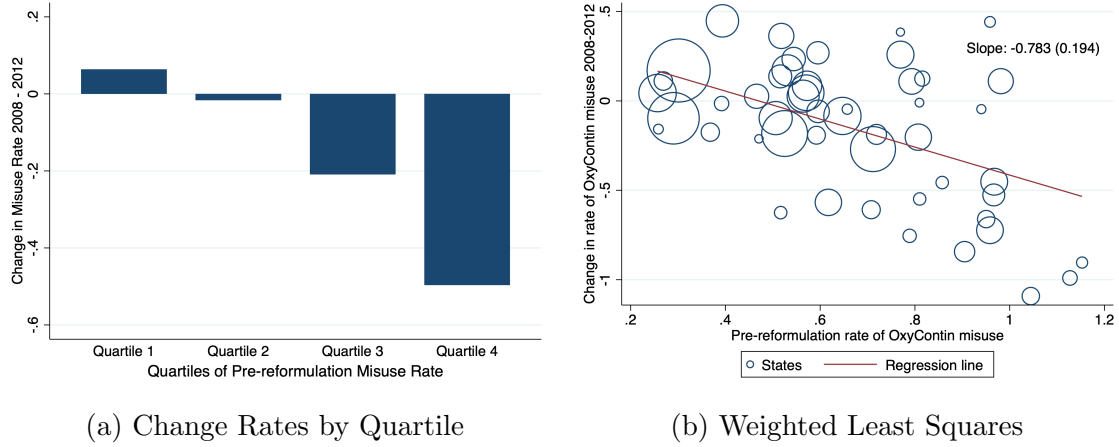 Change in Misuse Rate 2008 - 2012
.2
0
-.2
-.4
-.6
Quartile 1 Quartile 2 Quartile 3 Quartile 4
Quartiles of Pre-reformulation Misuse Rate
(a) Change Rates by Quartile
Change in rate of OxyContin misuse 2008-2012
.5
0
-.5
-1
Slope: -0.783 (0.194)
.2 .4 .6 .8 1 1.2
Pre-reformulation rate of OxyContin misuse
States Regression line
(b) Weighted Least Squares